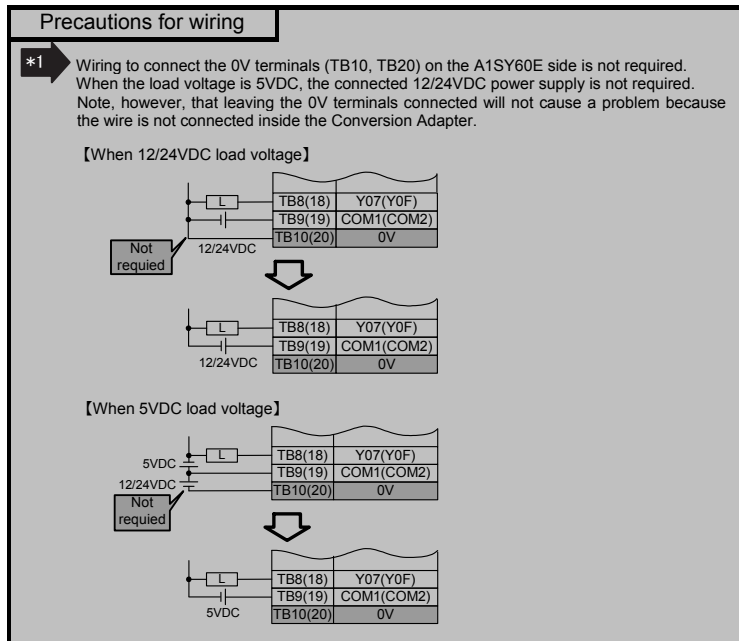 Precautions for wiring
*1
Wiring to connect the 0V terminals (TB10, TB20) on the A1SY60E side is not required.
When the load voltage is 5VDC, the connected 12/24VDC power supply is not required.
Note, however, that leaving the 0V terminals connected will not cause a problem because
the wire is not connected inside the Conversion Adapter.
【When 12/24VDC load voltage】
L TB8(18) Y07(Y0F)
TB9(19) COM1(COM2)
12/24VDC TB10(20) 0V
Not
requied
L TB8(18) Y07(Y0F)
TB9(19) COM1(COM2)
12/24VDC TB10(20) 0V
【When 5VDC load voltage】
L TB8(18) Y07(Y0F)
5VDC TB9(19) COM1(COM2)
12/24VDC TB10(20) 0V
Not
requied
L TB8(18) Y07(Y0F)
TB9(19) COM1(COM2)
5VDC TB10(20) 0V